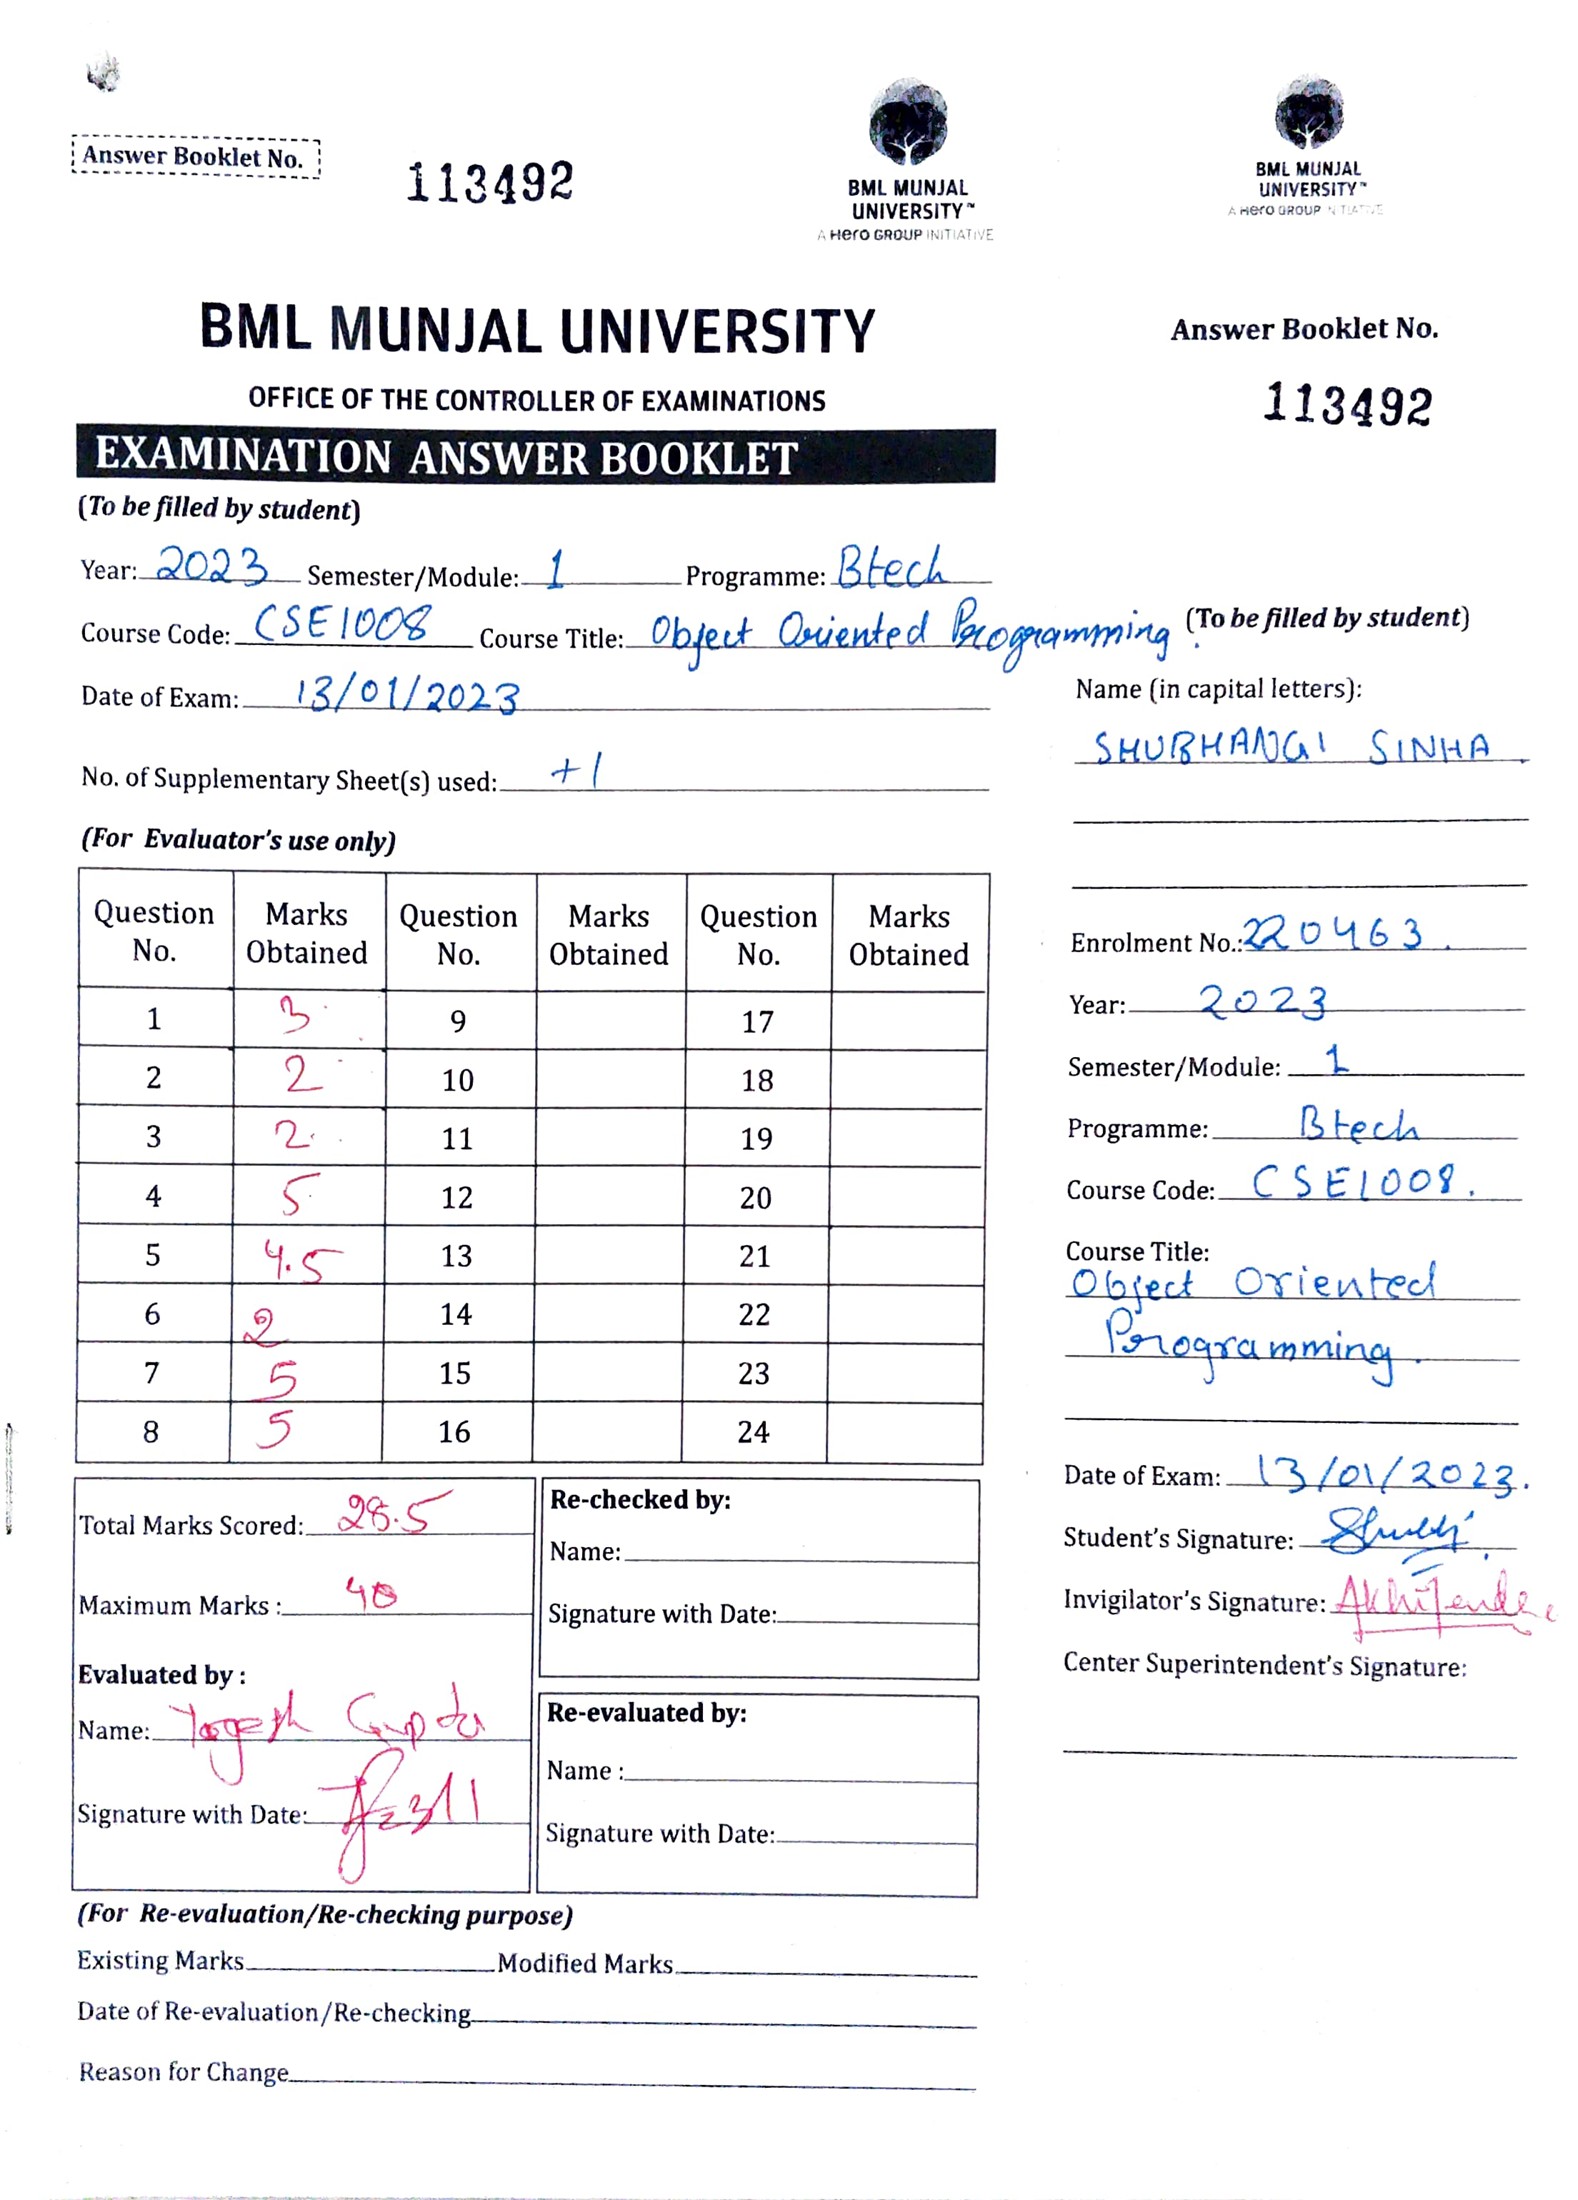 Answer Booklet No.
113492
BML MUNJAL
UNIVERSITY™
A Hero GROUP INITIATIVE
BML MUNJAL
UNIVERSITY™
A Hero GROUP INITIATIVE
BML MUNJAL UNIVERSITY
OFFICE OF THE CONTROLLER OF EXAMINATIONS
EXAMINATION ANSWER BOOKLET
(To be filled by student)
Year: 2023 Semester/Module: 1 Programme: Btech
Course Code: CSE1008 Course Title: Object Oriented Programming.
Date of Exam: 13/01/2023
No. of Supplementary Sheet(s) used: +1
(For Evaluator's use only)
Question No. Marks Obtained Question No. Marks Obtained Question No. Marks Obtained
1 3 9 17
2 2 10 18
3 2 11 19
4 5 12 20
5 4.5 13 21
6 2 14 22
7 5 15 23
8 5 16 24
Total Marks Scored: 28.5
Maximum Marks : 40
Evaluated by :
Name: Yogesh Gupta
Signature with Date:
Re-checked by:
Name:
Signature with Date:
Re-evaluated by:
Name :
Signature with Date:
(For Re-evaluation/Re-checking purpose)
Existing Marks Modified Marks
Date of Re-evaluation/Re-checking
Reason for Change
Answer Booklet No.
113492
(To be filled by student)
Name (in capital letters):
SHUBHANGI SINHA.
Enrolment No.: 220463.
Year: 2023
Semester/Module: 1
Programme: Btech
Course Code: CSE1008.
Course Title:
Object Oriented
Programming.
Date of Exam: 13/01/2023.
Student's Signature:
Invigilator's Signature:
Center Superintendent's Signature: